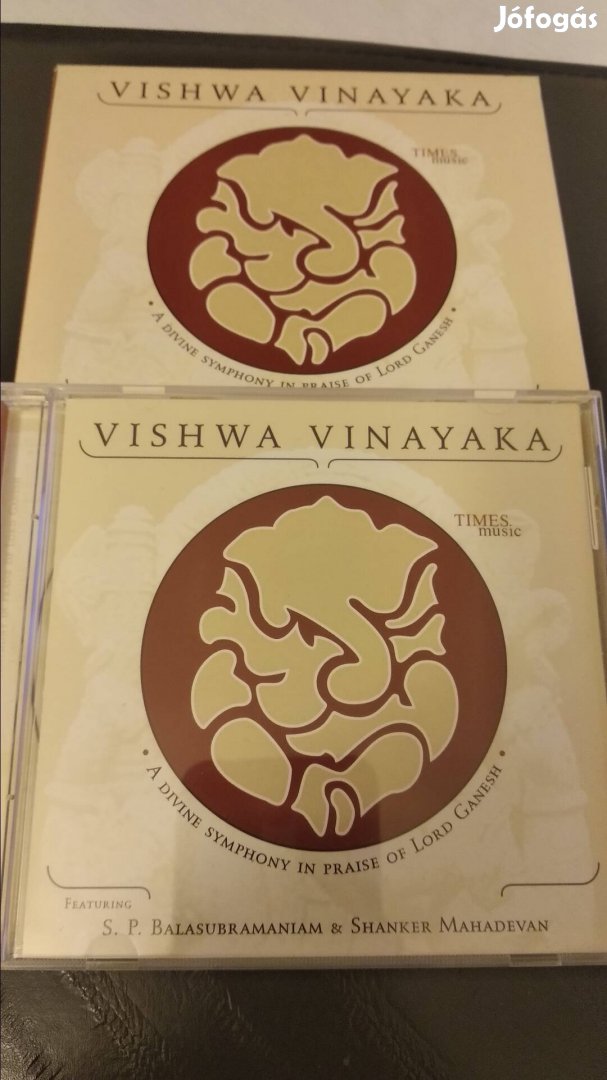 Jófogás
VISHWA VINAYAKA
TIMES
music
• A DIVINE SYMPHONY IN PRAISE OF LORD GANESH •
VISHWA VINAYAKA
TIMES
music
• A DIVINE SYMPHONY IN PRAISE OF LORD GANESH •
FEATURING
S. P. BALASUBRAMANIAM & SHANKER MAHADEVAN